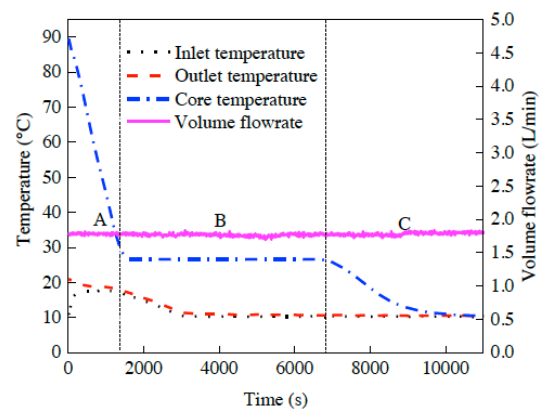 90
80
70
60
50
40
30
20
10
0
Temperature (°C)
5.0
4.5
4.0
3.5
3.0
2.5
2.0
1.5
1.0
0.5
0.0
Volume flowrate (L/min)
Inlet temperature
Outlet temperature
Core temperature
Volume flowrate
A B C
0 2000 4000 6000 8000 10000
Time (s)